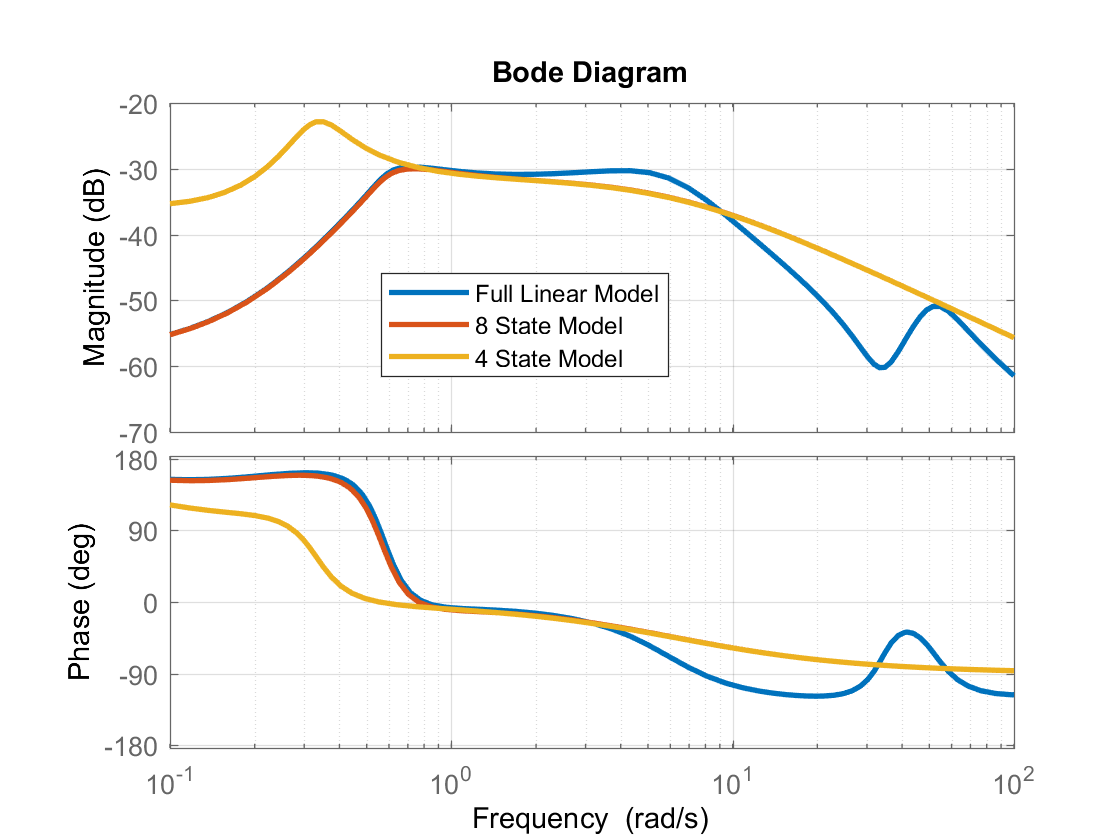 Bode Diagram
-20
-30
-40
-50
-60
-70
Magnitude (dB)
Full Linear Model
8 State Model
4 State Model
180
90
0
-90
-180
Phase (deg)
10^-1
10^0
10^1
10^2
Frequency (rad/s)